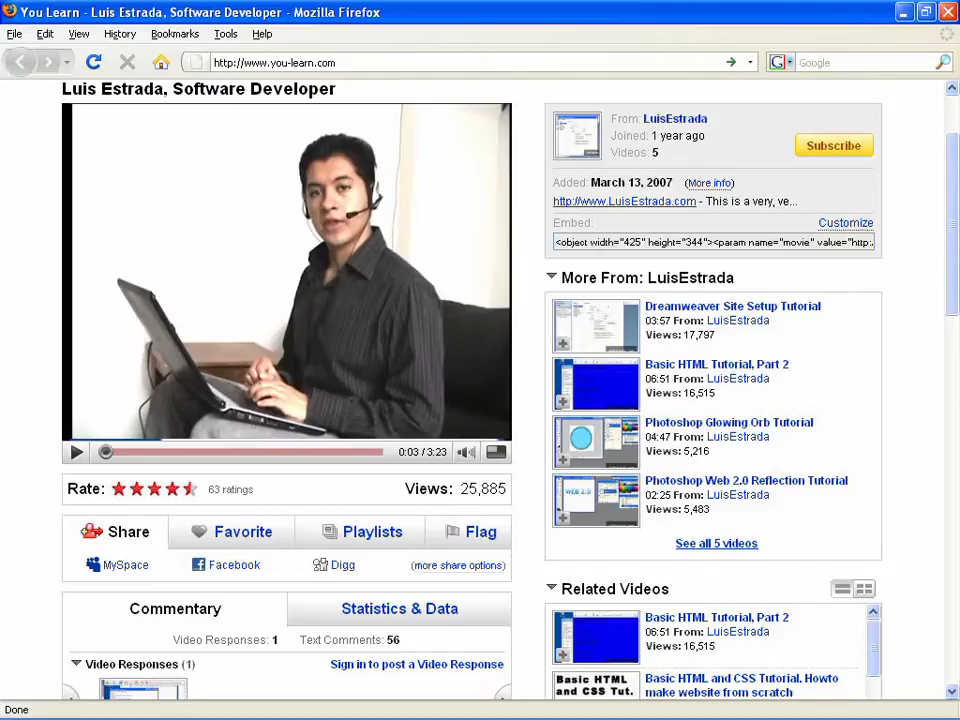 You Learn - Luis Estrada, Software Developer - Mozilla Firefox
File Edit View History Bookmarks Tools Help
http://www.you-learn.com
G Google
Luis Estrada, Software Developer
From: LuisEstrada
Joined: 1 year ago
Videos: 5
Subscribe
Added: March 13, 2007 (More info)
http://www.LuisEstrada.com - This is a very, ve...
Embed: Customize
<object width="425" height="344"><param name="movie" value="http:
More From: LuisEstrada
Dreamweaver Site Setup Tutorial
03:57 From: LuisEstrada
Views: 17,797
Basic HTML Tutorial, Part 2
06:51 From: LuisEstrada
Views: 16,515
Photoshop Glowing Orb Tutorial
04:47 From: LuisEstrada
Views: 5,216
WEB 2.0
Photoshop Web 2.0 Reflection Tutorial
02:25 From: LuisEstrada
Views: 5,483
See all 5 videos
0:03 / 3:23
Rate: 63 ratings Views: 25,885
Share Favorite Playlists Flag
MySpace Facebook Digg (more share options)
Commentary Statistics & Data
Video Responses: 1 Text Comments: 56
Video Responses (1) Sign in to post a Video Response
Related Videos
Basic HTML Tutorial, Part 2
06:51 From: LuisEstrada
Views: 16,515
Basic HTML
and CSS Tut.
Basic HTML and CSS Tutorial. Howto
make website from scratch
Done